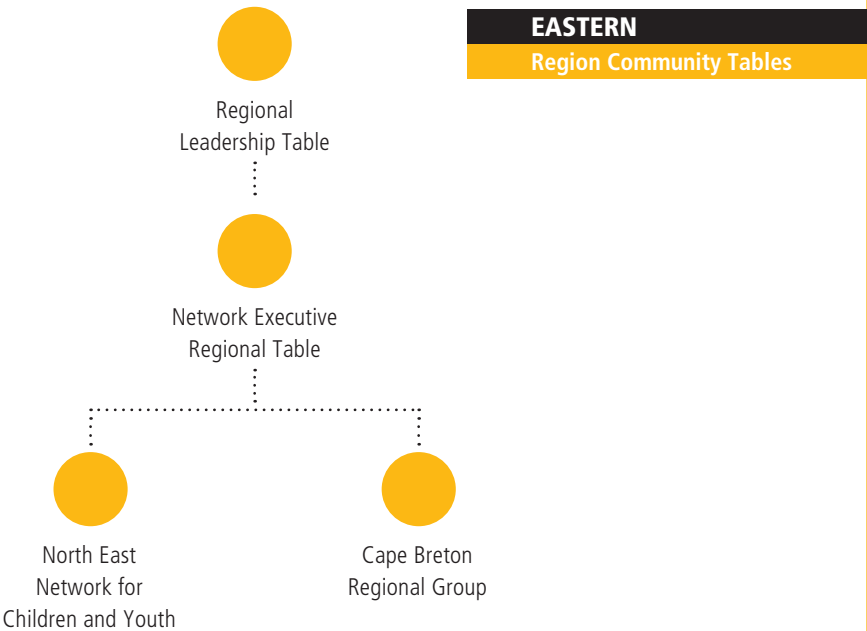 EASTERN
Region Community Tables
Regional
Leadership Table
Network Executive
Regional Table
North East
Network for
Children and Youth
Cape Breton
Regional Group